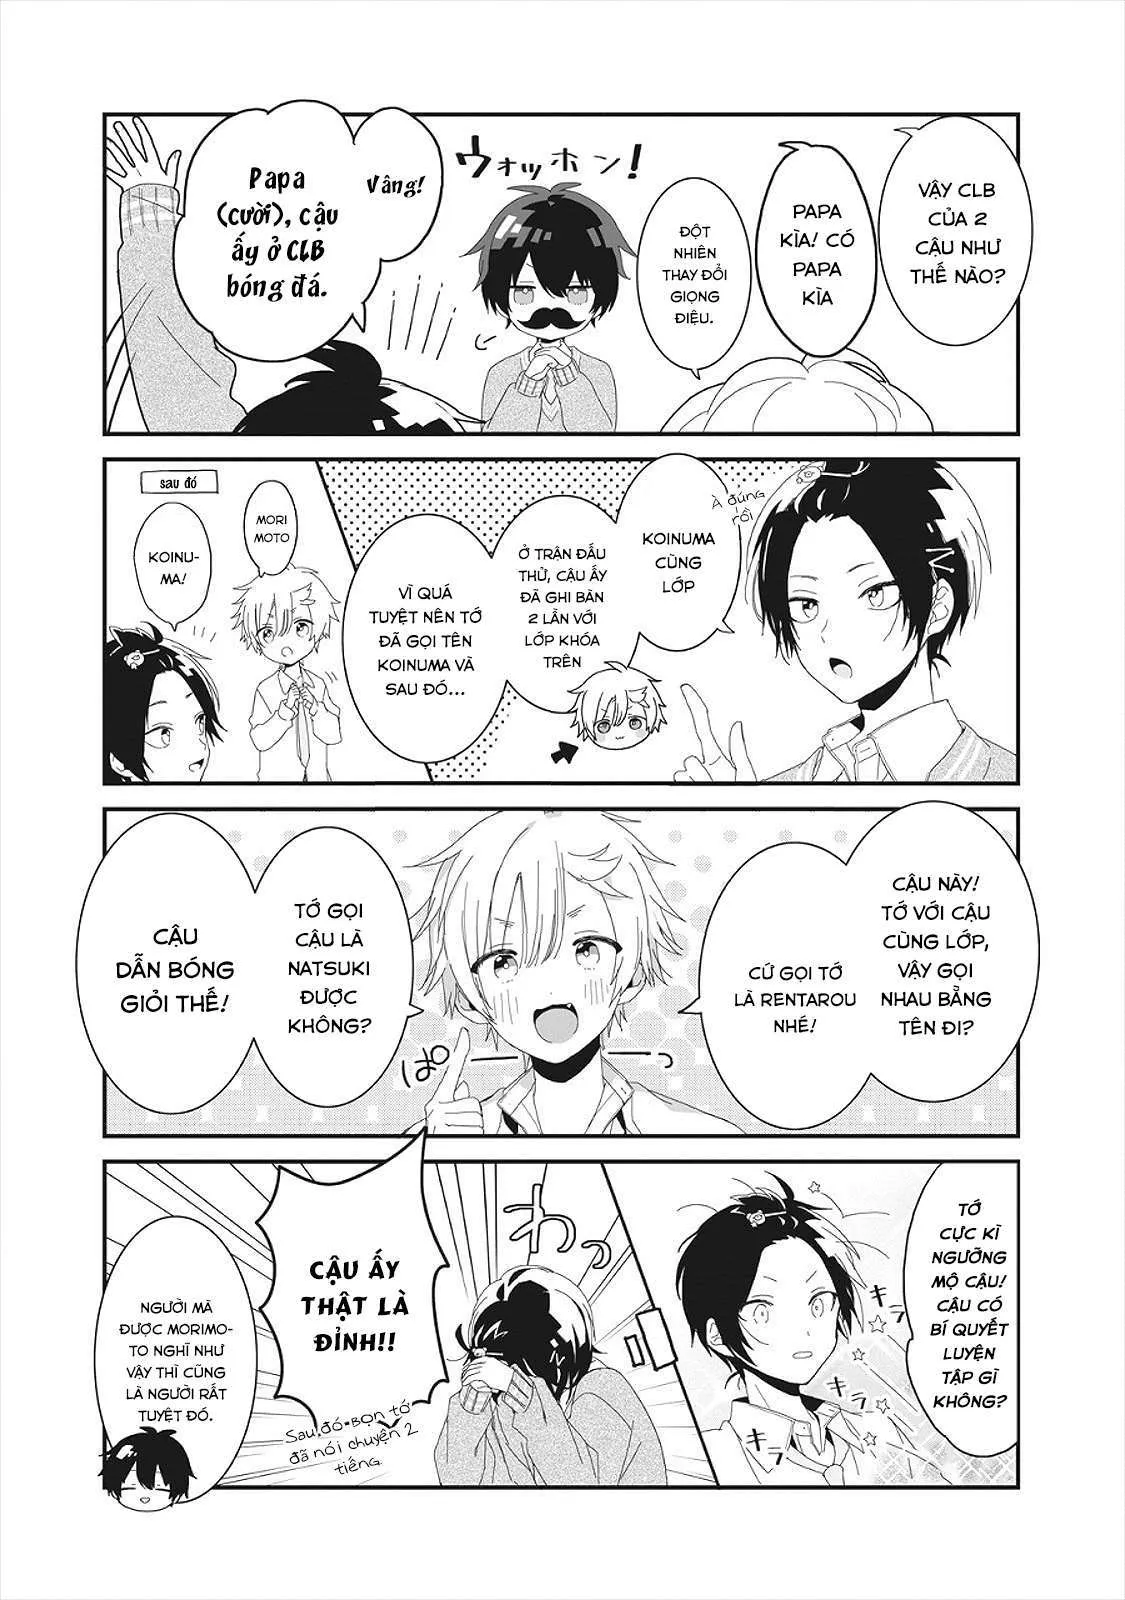 VẬY CLB
CỦA 2
CẬU NHƯ
THẾ NÀO?
PAPA
KÌA! CÓ
PAPA
KÌA
ĐỘT
NHIÊN
THAY ĐỔI
GIỌNG
ĐIỆU.
ウォッホン!
Vâng!
Papa
(cười), cậu
ấy ở CLB
bóng đá.
À đúng
rồi
KOINUMA
CÙNG
LỚP
Ở TRẬN ĐẤU
THỬ, CẬU ẤY
ĐÃ GHI BÀN
2 LẦN VỚI
LỚP KHÓA
TRÊN
VÌ QUÁ
TUYỆT NÊN TỚ
ĐÃ GỌI TÊN
KOINUMA VÀ
SAU ĐÓ...
sau đó
MORI
MOTO
KOINU-
MA!
CẬU NÀY!
TỚ VỚI CẬU
CÙNG LỚP,
VẬY GỌI
NHAU BẰNG
TÊN ĐI?
CỨ GỌI TỚ
LÀ RENTAROU
NHÉ!
TỚ GỌI
CẬU LÀ
NATSUKI
ĐƯỢC
KHÔNG?
CẬU
DẪN BÓNG
GIỎI THẾ!
ぱーーっ
TỚ
CỰC KÌ
NGƯỠNG
MỘ CẬU!
CẬU CÓ
BÍ QUYẾT
LUYỆN
TẬP GÌ
KHÔNG?
キラ
キラ
わっ
CẬU ẤY
THẬT LÀ
ĐỈNH!!
Sau đó bọn tớ
đã nói chuyện 2
tiếng
NGƯỜI MÀ
ĐƯỢC MORIMO-
TO NGHĨ NHƯ
VẬY THÌ CŨNG
LÀ NGƯỜI RẤT
TUYỆT ĐÓ.